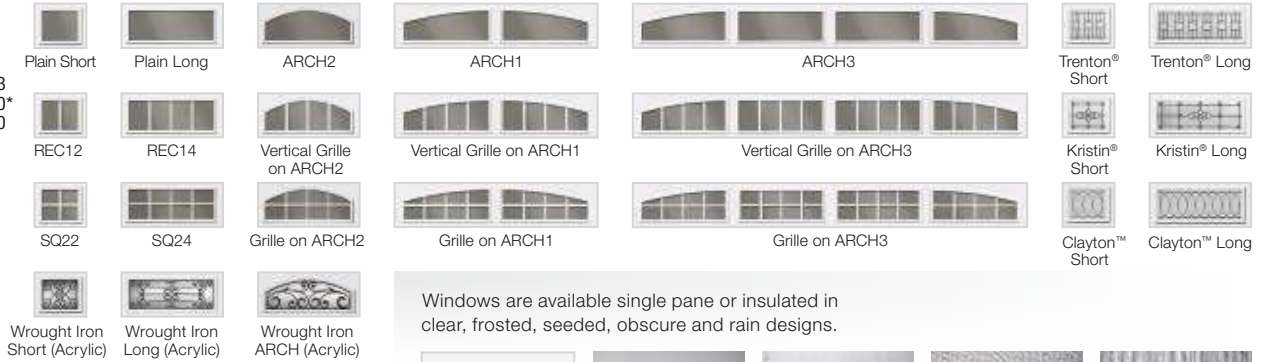 Plain Short
Plain Long
ARCH2
ARCH1
ARCH3
Trenton®
Short
Trenton® Long
3
0*
0
REC12
REC14
Vertical Grille
on ARCH2
Vertical Grille on ARCH1
Vertical Grille on ARCH3
Kristin®
Short
Kristin® Long
SQ22
SQ24
Grille on ARCH2
Grille on ARCH1
Grille on ARCH3
Clayton™
Short
Clayton™ Long
Wrought Iron
Short (Acrylic)
Wrought Iron
Long (Acrylic)
Wrought Iron
ARCH (Acrylic)
Windows are available single pane or insulated in
clear, frosted, seeded, obscure and rain designs.